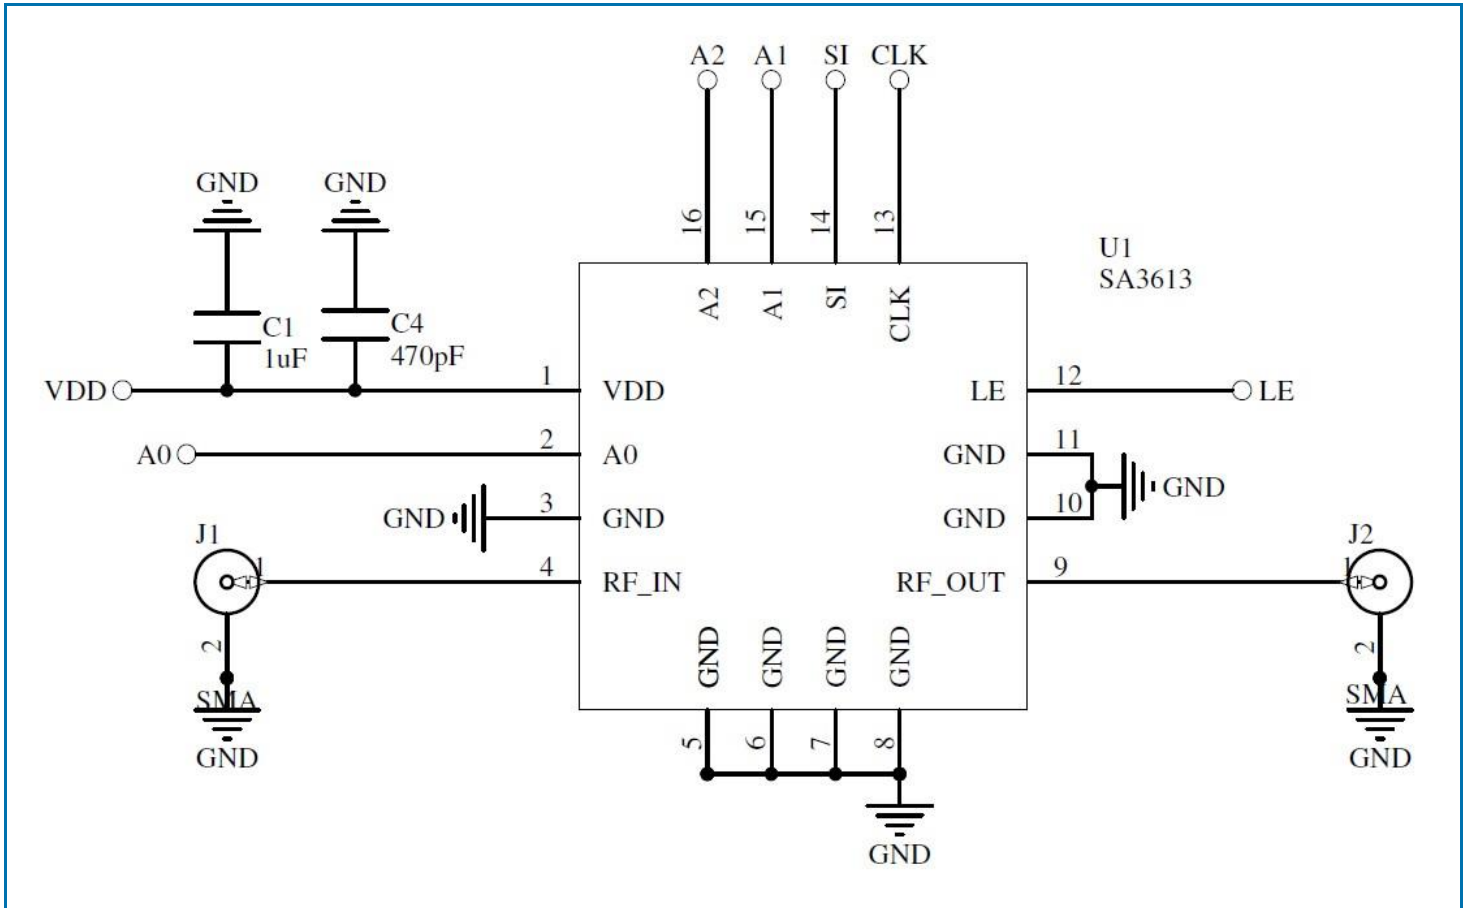 A2 A1 SI CLK
GND GND
16 15 14 13
U1
SA3613
A2 A1 SI CLK
C1
1uF
C4
470pF
VDD 1 VDD LE 12 LE
A0 2 A0 GND 11
GND 3 GND GND 10 GND
J1 J2
1 4 RF_IN RF_OUT 9 1
GND GND GND GND
2 2
SMA SMA
5 6 7 8
GND GND
GND